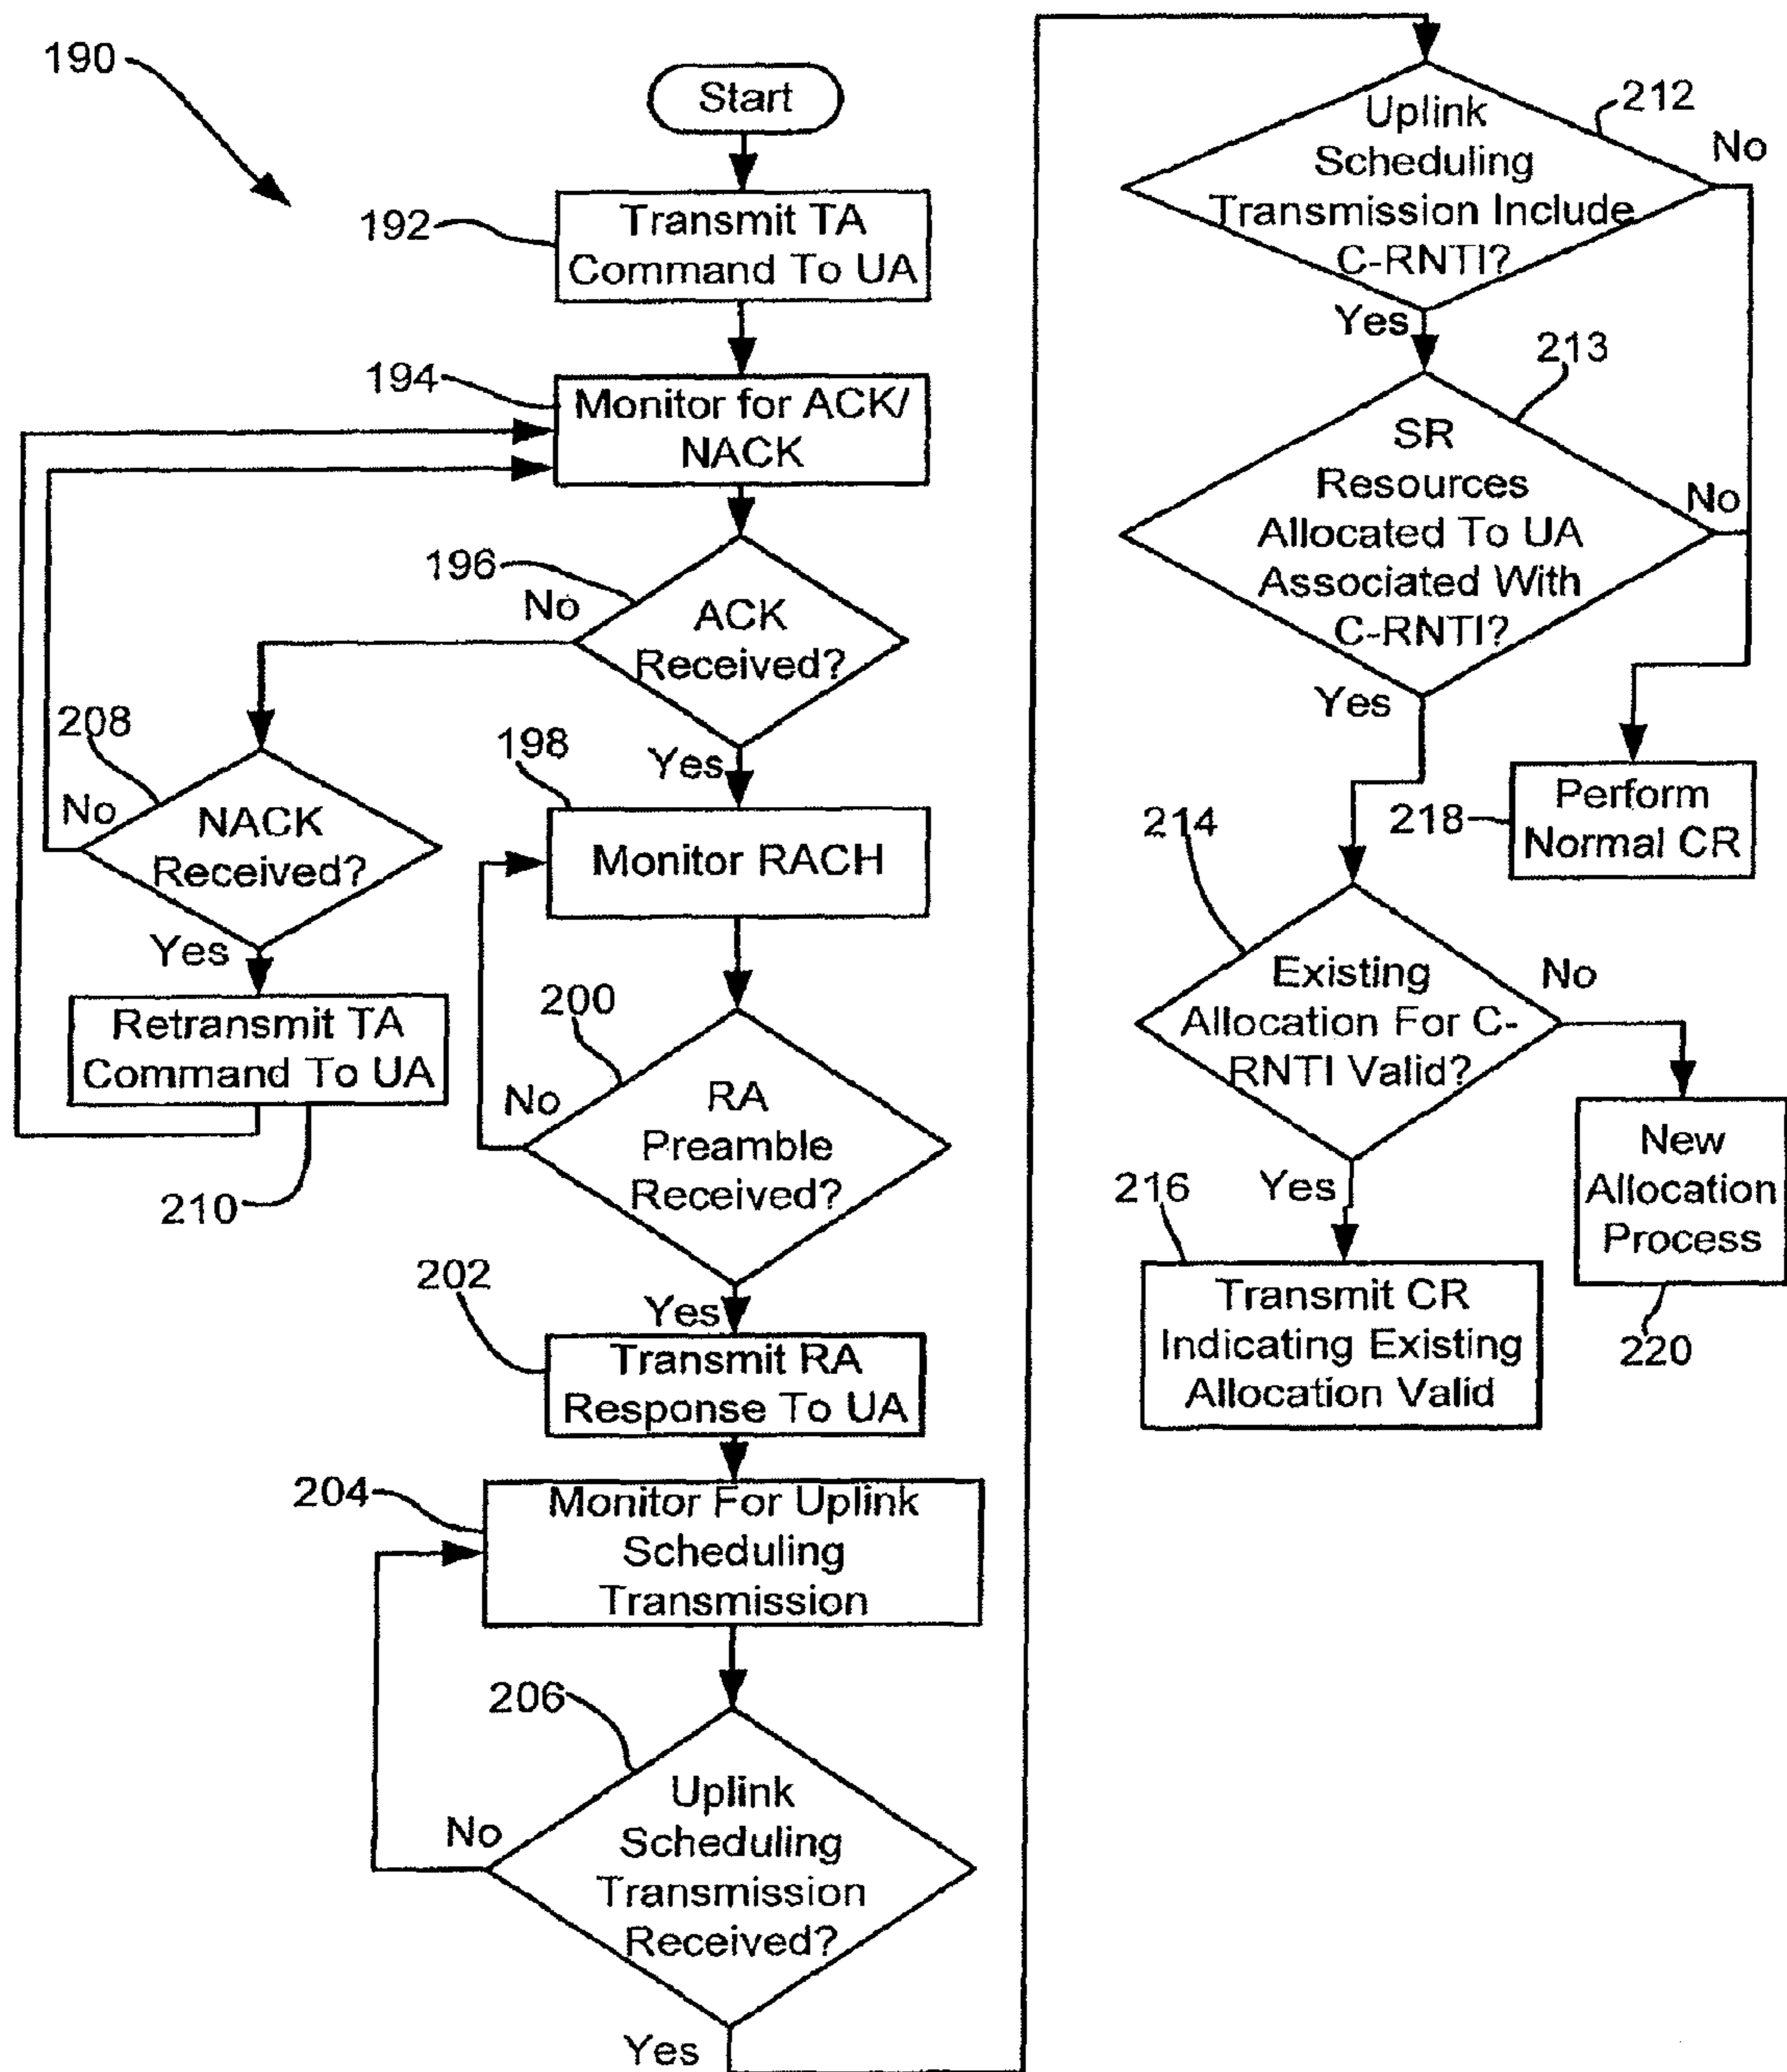 190
Start
192
Transmit TA
Command To UA
194
Monitor for ACK/
NACK
196
No
ACK
Received?
Yes
208
No
NACK
Received?
Yes
Retransmit TA
Command To UA
210
198
Monitor RACH
200
No
RA
Preamble
Received?
Yes
202
Transmit RA
Response To UA
204
Monitor For Uplink
Scheduling
Transmission
206
No
Uplink
Scheduling
Transmission
Received?
Yes
212
Uplink
Scheduling
Transmission Include
C-RNTI?
No
Yes
213
SR
Resources
Allocated To UA
Associated With
C-RNTI?
No
Yes
218
Perform
Normal CR
214
Existing
Allocation For C-
RNTI Valid?
No
Yes
216
Transmit CR
Indicating Existing
Allocation Valid
New
Allocation
Process
220